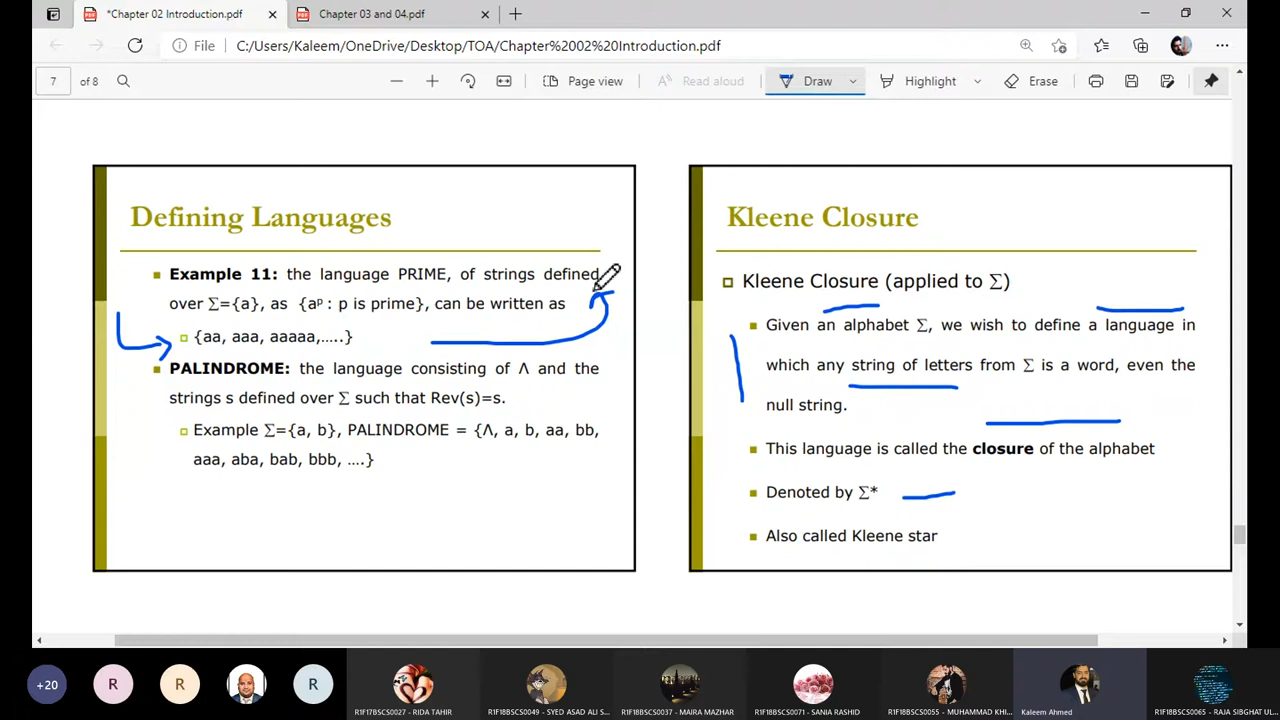 *Chapter 02 Introduction.pdf
Chapter 03 and 04.pdf
File
C:/Users/Kaleem/OneDrive/Desktop/TOA/Chapter%2002%20Introduction.pdf
7 of 8
Page view
Read aloud
Draw
Highlight
Erase
Defining Languages
Example 11: the language PRIME, of strings defined
over Σ={a}, as {aᵖ : p is prime}, can be written as
{aa, aaa, aaaaa,.....}
PALINDROME: the language consisting of Λ and the
strings s defined over Σ such that Rev(s)=s.
Example Σ={a, b}, PALINDROME = {Λ, a, b, aa, bb,
aaa, aba, bab, bbb, ....}
Kleene Closure
Kleene Closure (applied to Σ)
Given an alphabet Σ, we wish to define a language in
which any string of letters from Σ is a word, even the
null string.
This language is called the closure of the alphabet
Denoted by Σ*
Also called Kleene star
+20
R
R
R
R1F17BSCS0027 - RIDA TAHIR
R1F18BSCS0037 - MAIRA MAZHAR
R1F18BSCS0071 - SANIA RASHID
R1F18BSCS0055 - MUHAMMAD KHI...
Kaleem Ahmed
R1F18BSCS0065 - RAJA SIBGHAT UL...